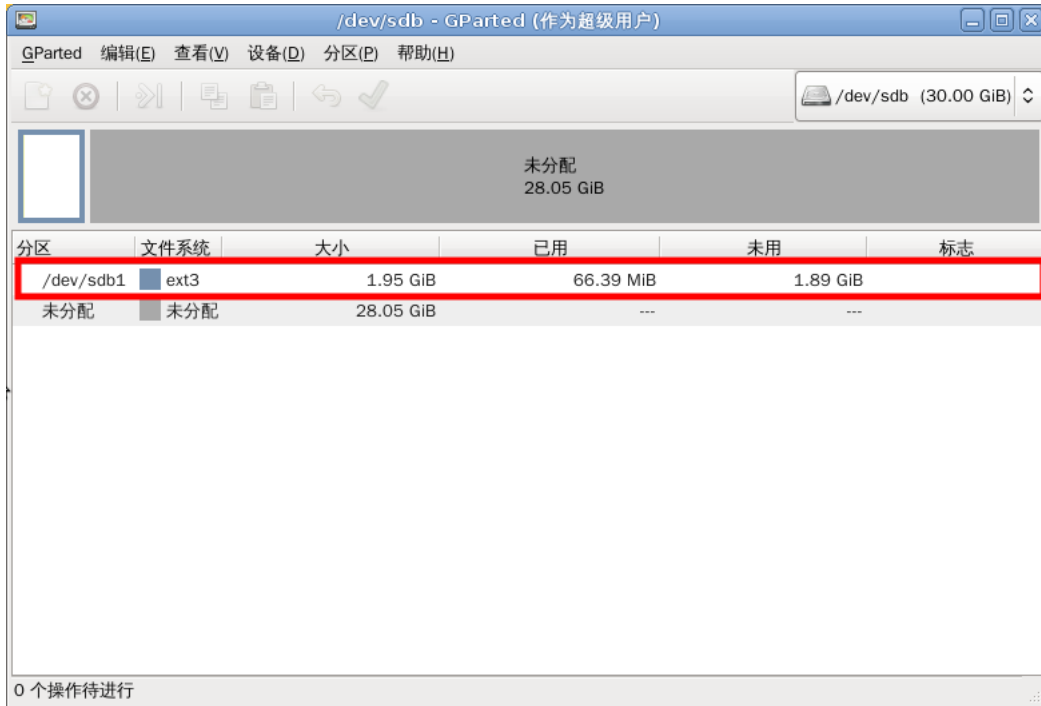 /dev/sdb - GParted (作为超级用户)
GParted 编辑(E) 查看(V) 设备(D) 分区(P) 帮助(H)
/dev/sdb (30.00 GiB)
未分配
28.05 GiB
分区 文件系统 大小 已用 未用 标志
/dev/sdb1 ext3 1.95 GiB 66.39 MiB 1.89 GiB
未分配 未分配 28.05 GiB --- ---
0 个操作待进行